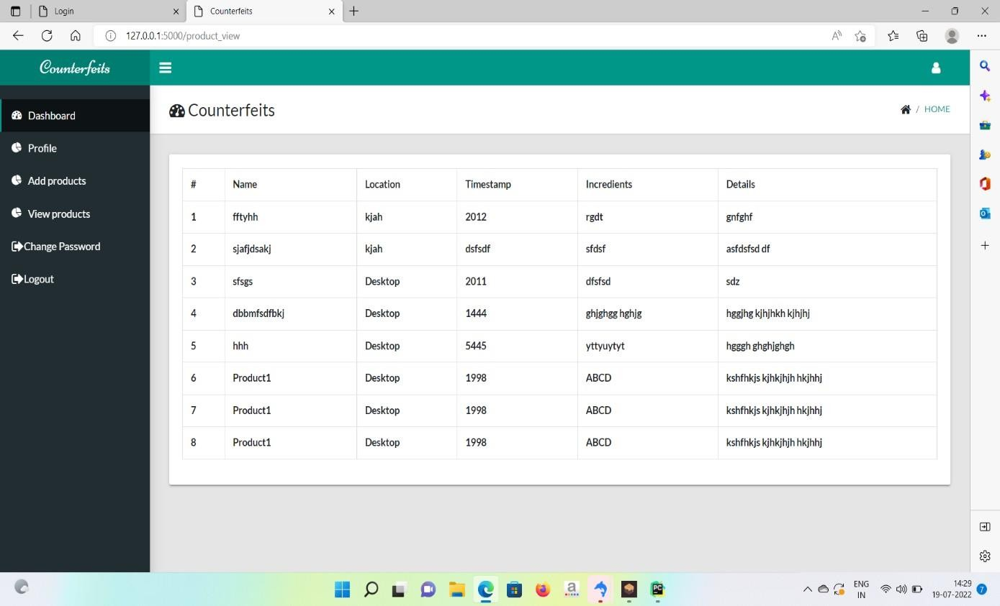 Login
Counterfeits
127.0.0.1:5000/product_view
Counterfeits
Dashboard
Profile
Add products
View products
Change Password
Logout
Counterfeits
/ HOME
# Name Location Timestamp Incredients Details
1 fftyhh kjah 2012 rgdt gnfghf
2 sjafjdsakj kjah dsfsdf sfdsf asfdsfsd df
3 sfsgs Desktop 2011 dfsfsd sdz
4 dbbmfsdfbkj Desktop 1444 ghjghgg hghjg hggjhg kjhjhkh kjhjhj
5 hhh Desktop 5445 yttyuytyt hgggh ghghjghgh
6 Product1 Desktop 1998 ABCD kshfhkjs kjhkjhjh hkjhhj
7 Product1 Desktop 1998 ABCD kshfhkjs kjhkjhjh hkjhhj
8 Product1 Desktop 1998 ABCD kshfhkjs kjhkjhjh hkjhhj
ENG
IN
14:29
19-07-2022
7